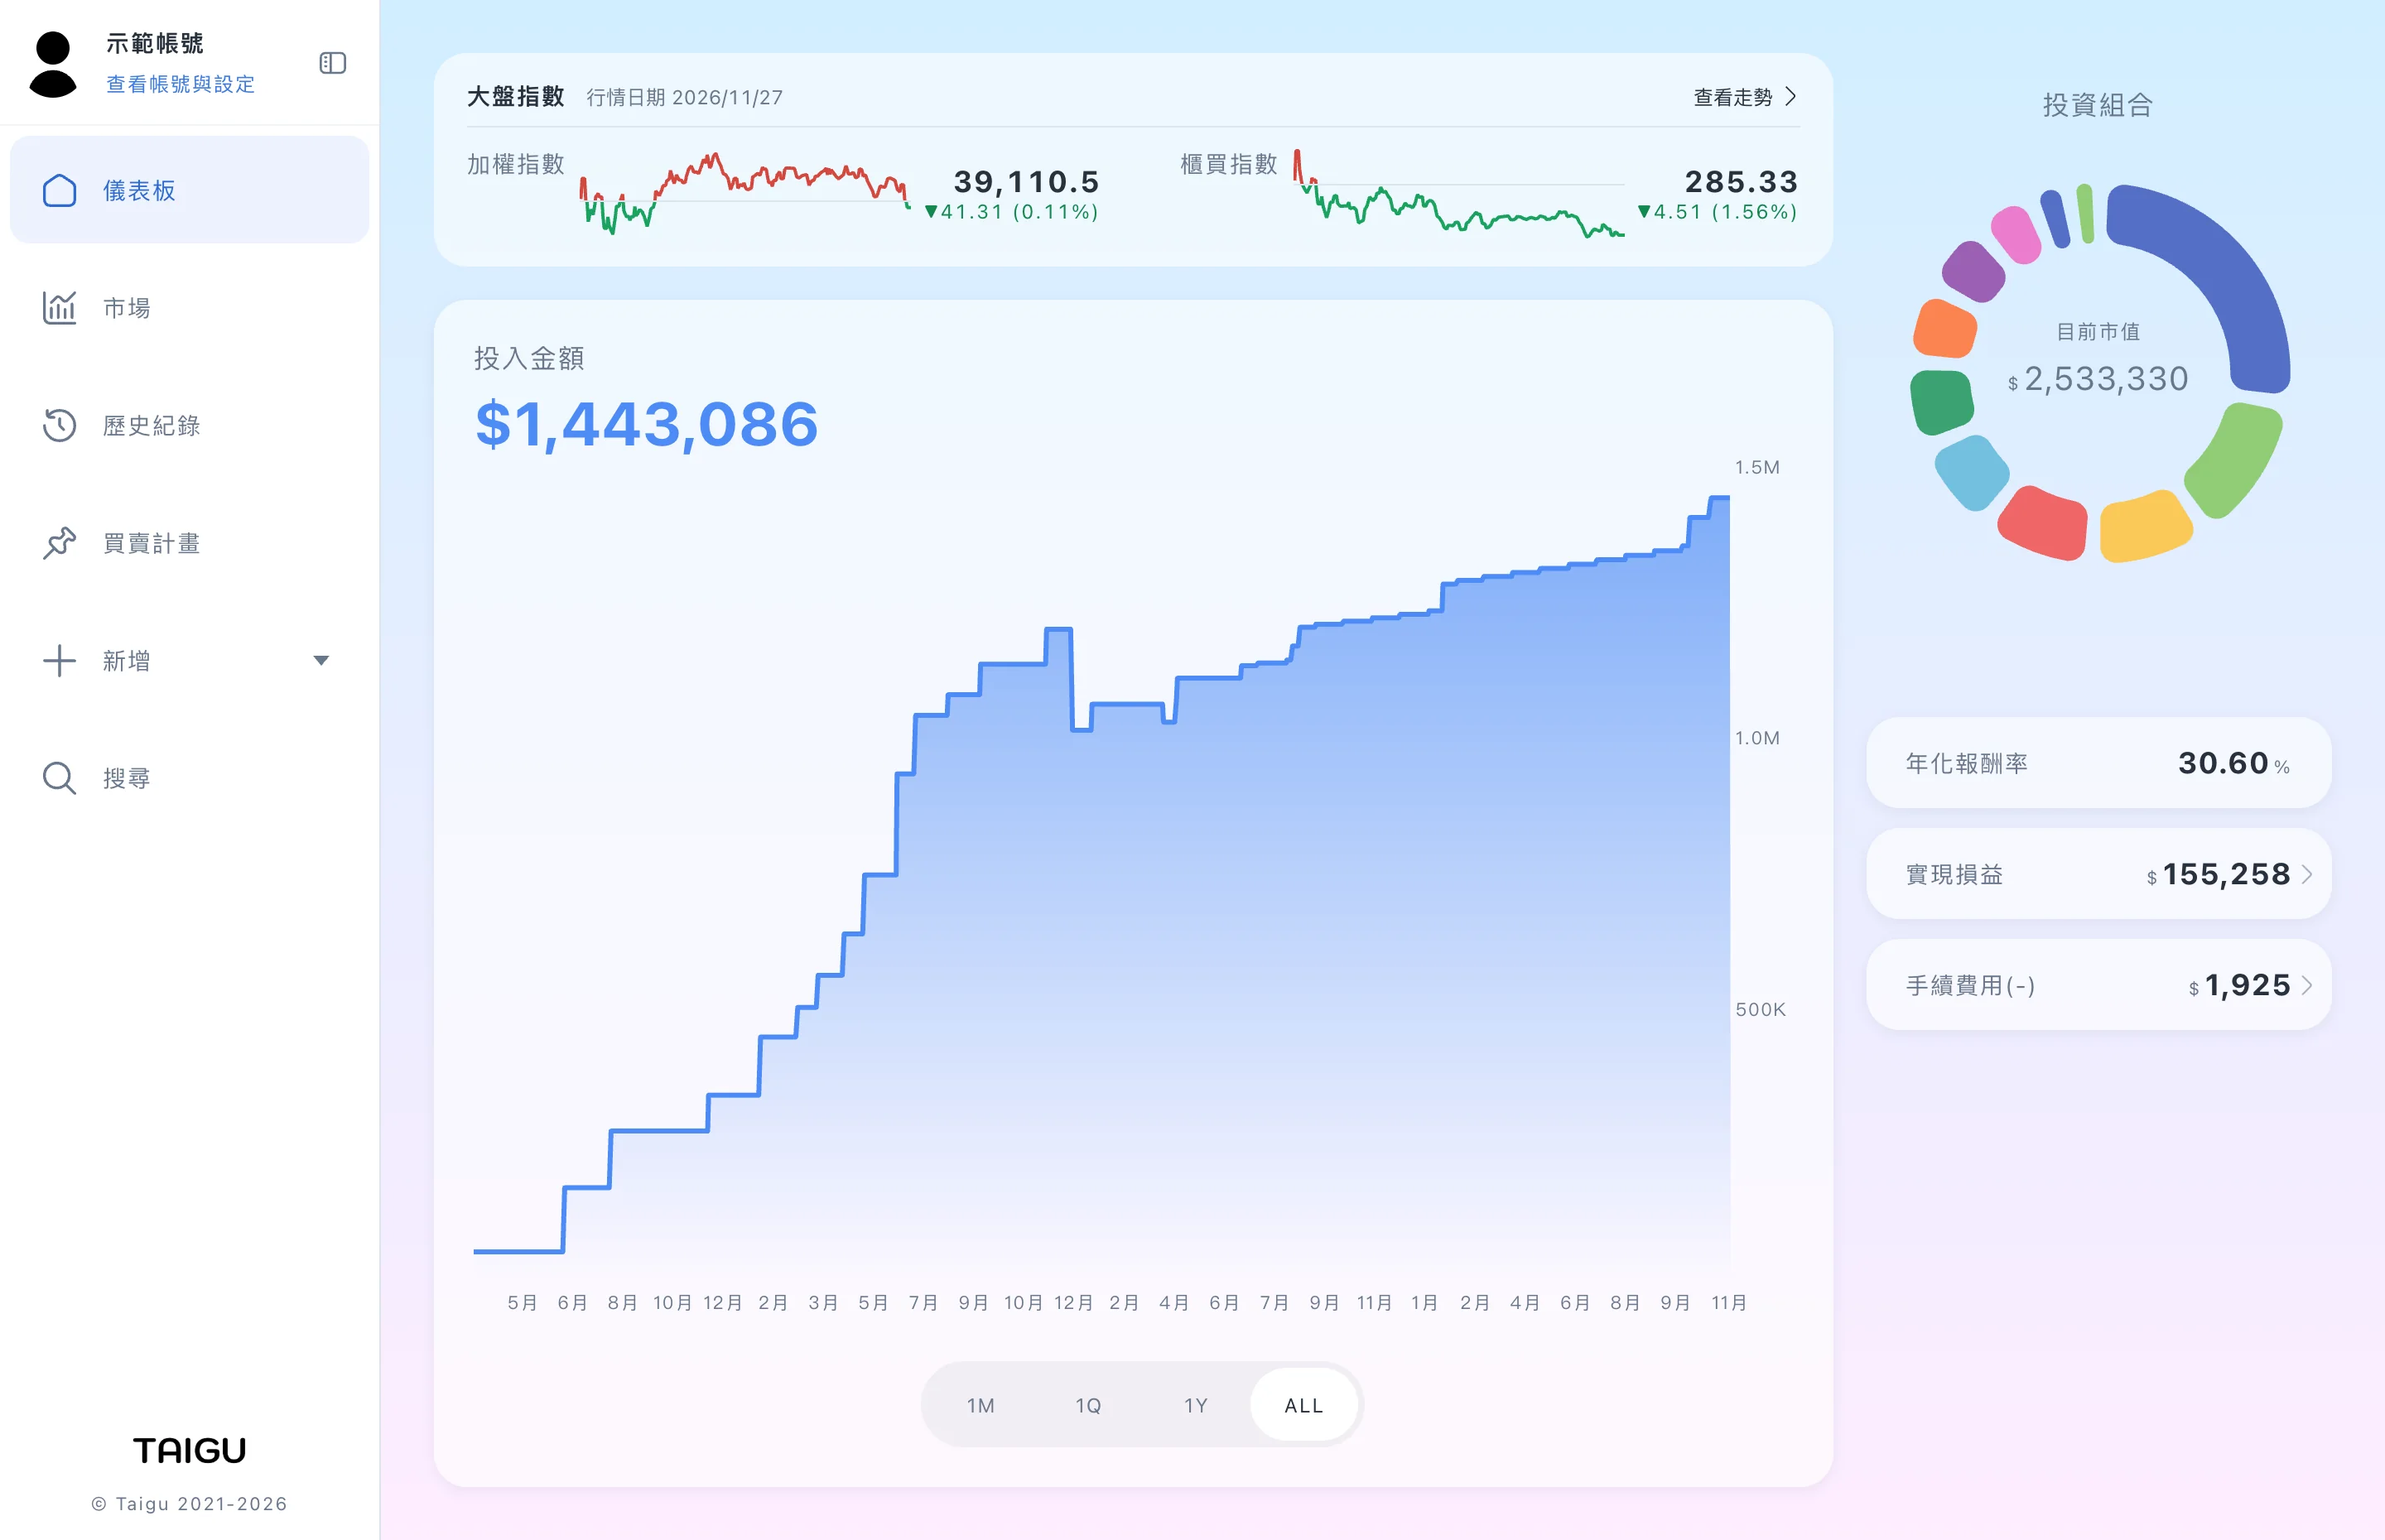 示範帳號
查看帳號與設定
儀表板
市場
歷史紀錄
買賣計畫
新增
搜尋
TAIGU
© Taigu 2021-2026
大盤指數 行情日期 2026/11/27
查看走勢
加權指數
39,110.5
▼41.31 (0.11%)
櫃買指數
285.33
▼4.51 (1.56%)
投入金額
$1,443,086
1.5M
1.0M
500K
5月 6月 8月 10月 12月 2月 3月 5月 7月 9月 10月 12月 2月 4月 6月 7月 9月 11月 1月 2月 4月 6月 8月 9月 11月
1M 1Q 1Y ALL
投資組合
目前市值
$ 2,533,330
年化報酬率 30.60 %
實現損益 $ 155,258
手續費用(-) $ 1,925